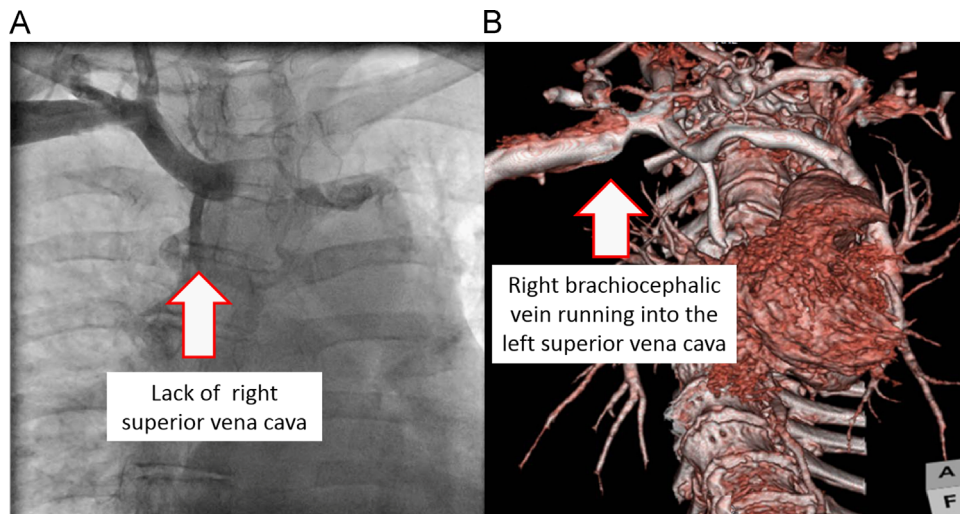 A
B
Lack of right
superior vena cava
Right brachiocephalic
vein running into the
left superior vena cava
A
F